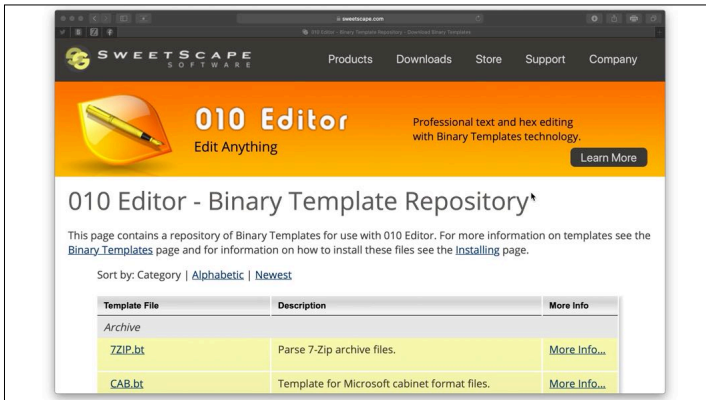 sweetscape.com
010 Editor - Binary Template Repository - Download Binary Templates
SWEETSCAPE
SOFTWARE
Products Downloads Store Support Company
010 Editor
Edit Anything
Professional text and hex editing
with Binary Templates technology.
Learn More
010 Editor - Binary Template Repository
This page contains a repository of Binary Templates for use with 010 Editor. For more information on templates see the
Binary Templates page and for information on how to install these files see the Installing page.
Sort by: Category | Alphabetic | Newest
Template File Description More Info
Archive
7ZIP.bt Parse 7-Zip archive files. More Info...
CAB.bt Template for Microsoft cabinet format files. More Info...